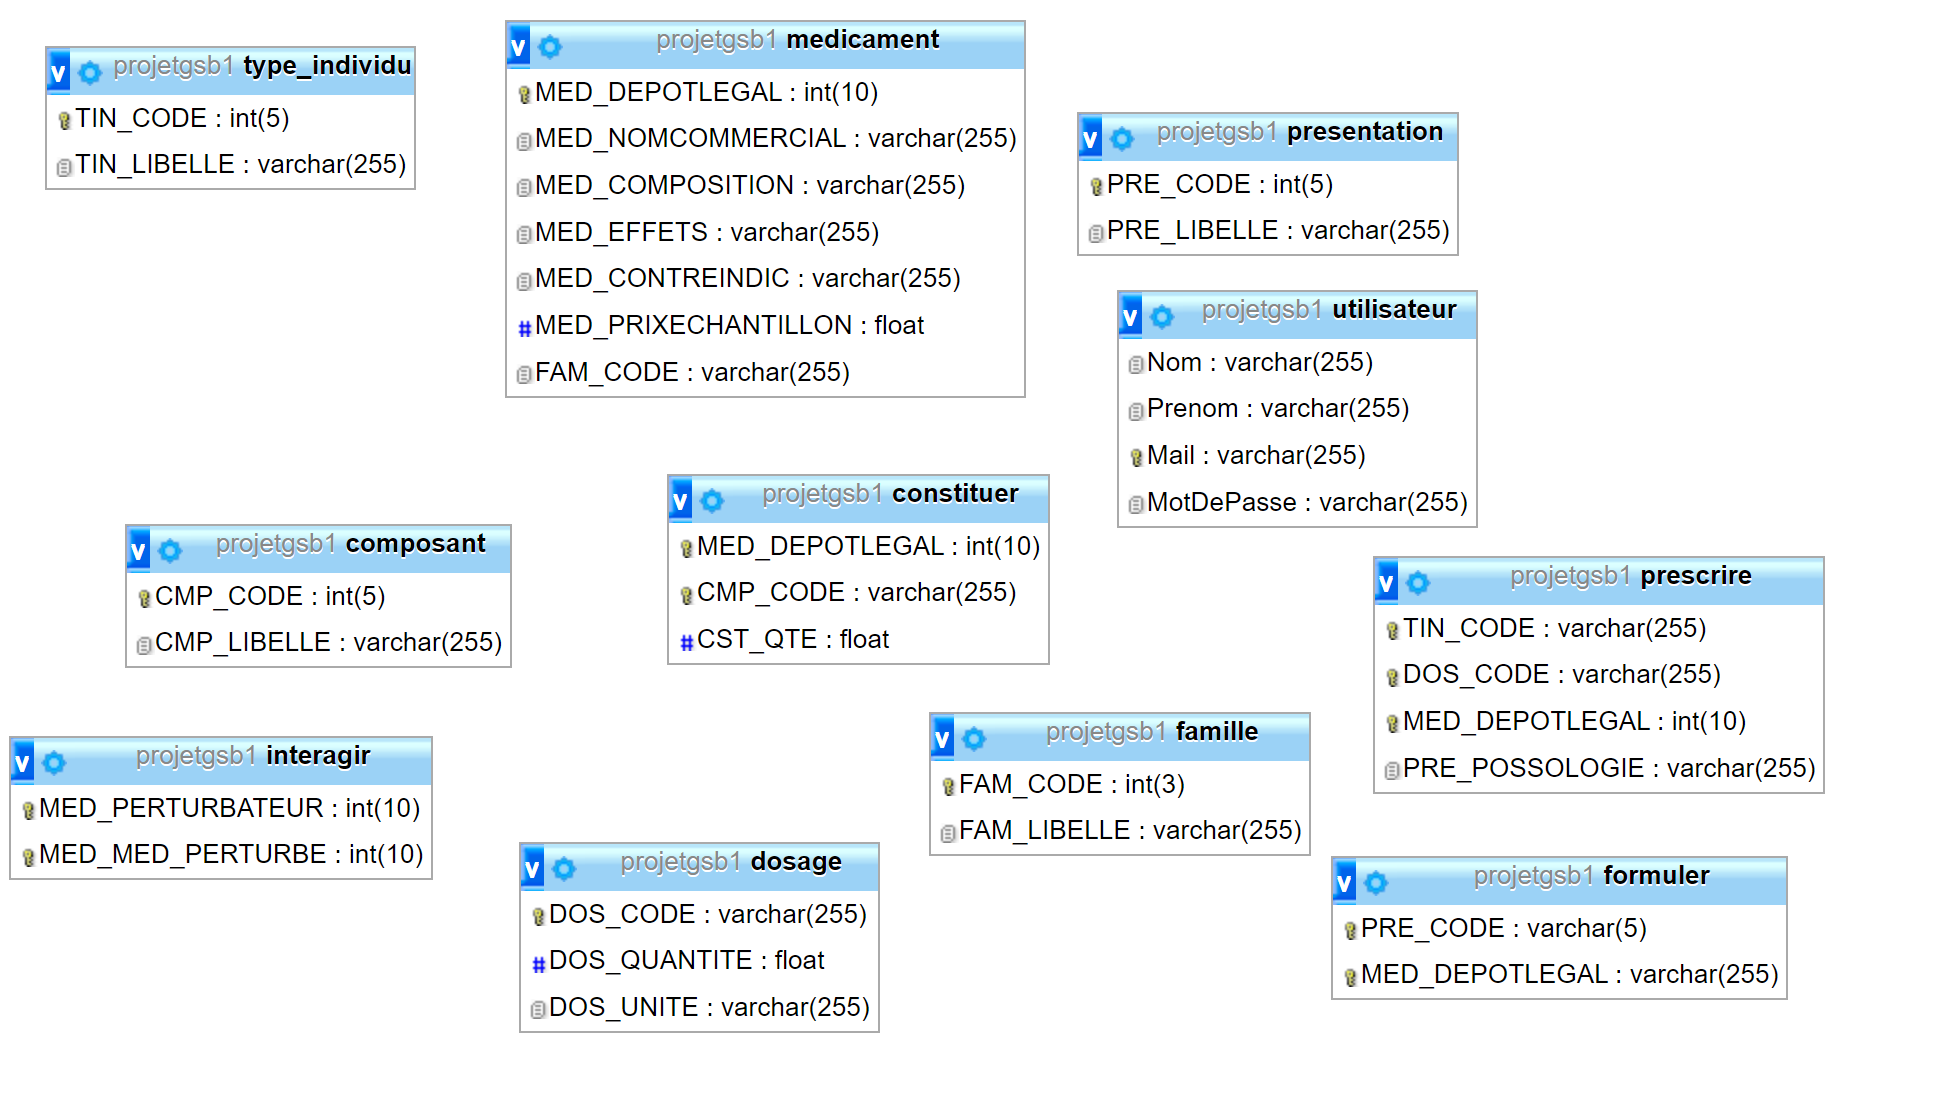 projetgsb1 type_individu
TIN_CODE : int(5)
TIN_LIBELLE : varchar(255)
projetgsb1 medicament
MED_DEPOTLEGAL : int(10)
MED_NOMCOMMERCIAL : varchar(255)
MED_COMPOSITION : varchar(255)
MED_EFFETS : varchar(255)
MED_CONTREINDIC : varchar(255)
# MED_PRIXECHANTILLON : float
FAM_CODE : varchar(255)
projetgsb1 presentation
PRE_CODE : int(5)
PRE_LIBELLE : varchar(255)
projetgsb1 utilisateur
Nom : varchar(255)
Prenom : varchar(255)
Mail : varchar(255)
MotDePasse : varchar(255)
projetgsb1 constituer
MED_DEPOTLEGAL : int(10)
CMP_CODE : varchar(255)
# CST_QTE : float
projetgsb1 composant
CMP_CODE : int(5)
CMP_LIBELLE : varchar(255)
projetgsb1 prescrire
TIN_CODE : varchar(255)
DOS_CODE : varchar(255)
MED_DEPOTLEGAL : int(10)
PRE_POSSOLOGIE : varchar(255)
projetgsb1 interagir
MED_PERTURBATEUR : int(10)
MED_MED_PERTURBE : int(10)
projetgsb1 famille
FAM_CODE : int(3)
FAM_LIBELLE : varchar(255)
projetgsb1 dosage
DOS_CODE : varchar(255)
# DOS_QUANTITE : float
DOS_UNITE : varchar(255)
projetgsb1 formuler
PRE_CODE : varchar(5)
MED_DEPOTLEGAL : varchar(255)